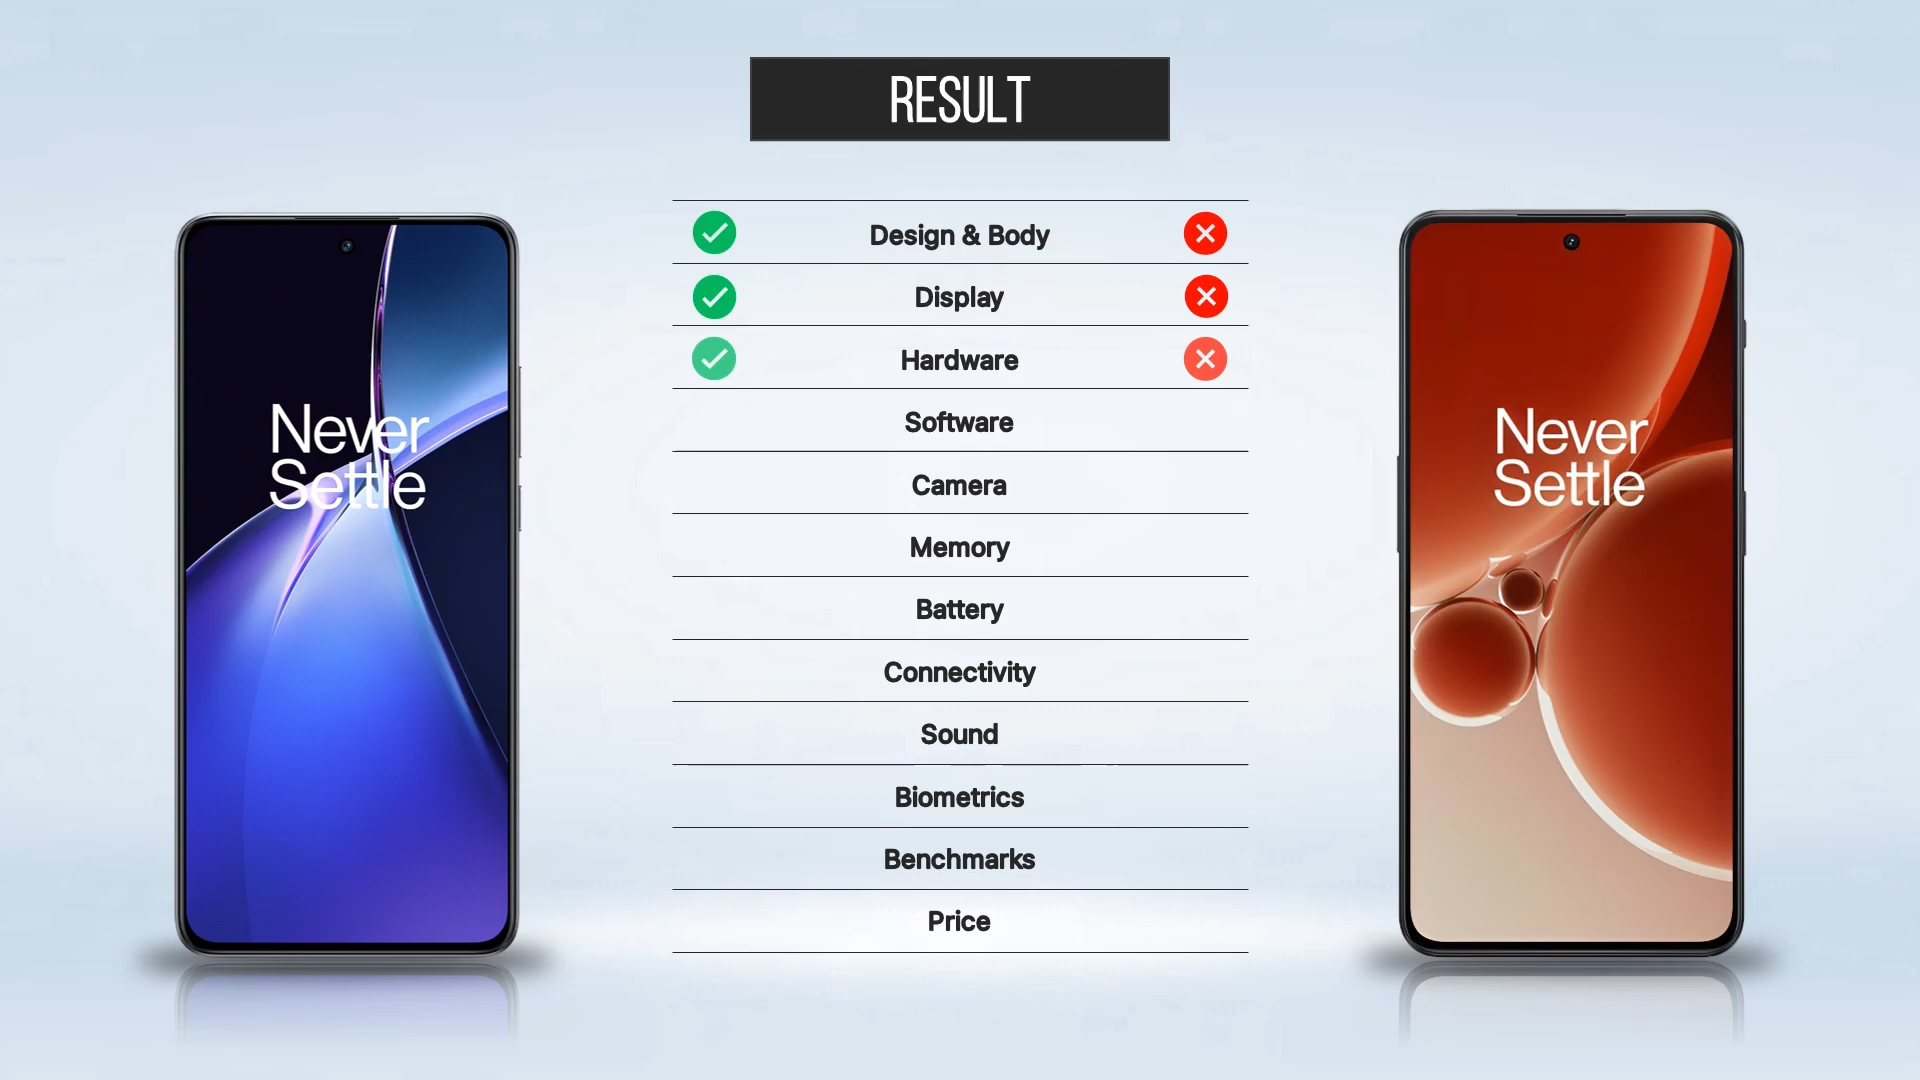 RESULT
Design & Body
Display
Hardware
Never
Settle
Never
Settle
Software
Camera
Memory
Battery
Connectivity
Sound
Biometrics
Benchmarks
Price